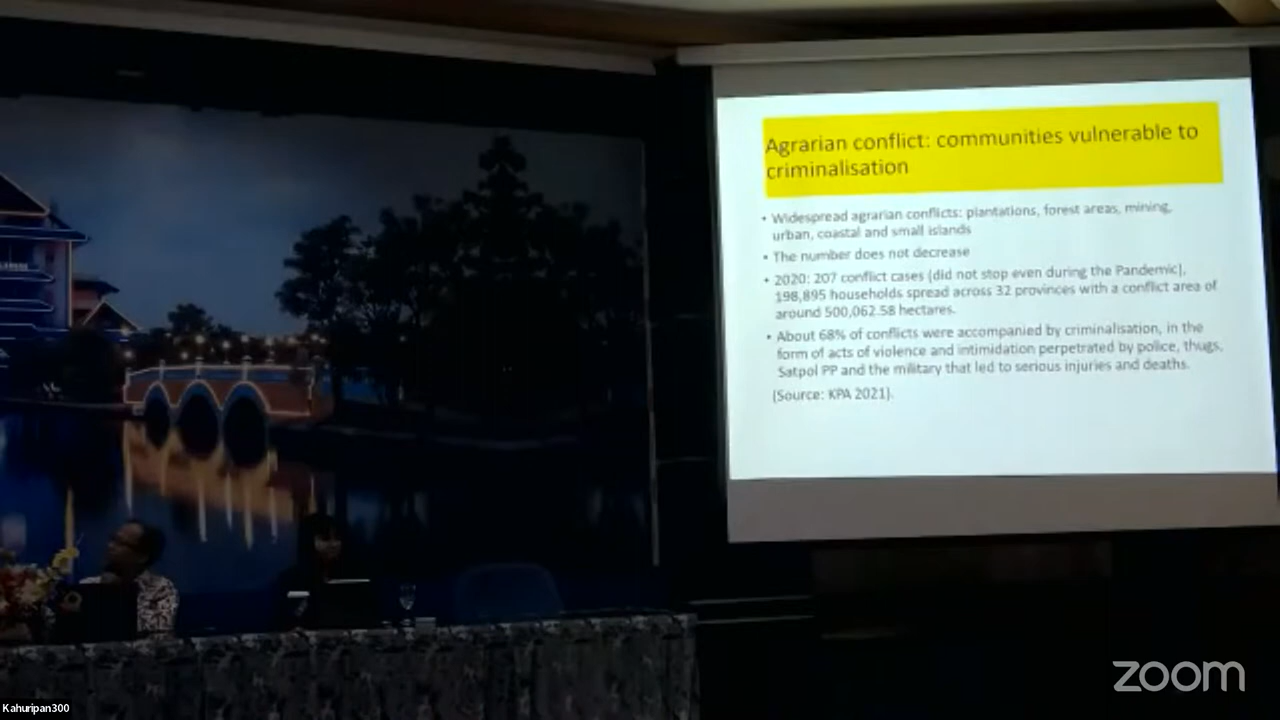 Agrarian conflict: communities vulnerable to
criminalisation
• Widespread agrarian conflicts: plantations, forest areas, mining,
urban, coastal and small islands
• The number does not decrease
• 2020: 207 conflict cases (did not stop even during the Pandemic),
198,895 households spread across 32 provinces with a conflict area of
around 500,062.58 hectares.
• About 68% of conflicts were accompanied by criminalisation, in the
form of acts of violence and intimidation perpetrated by police, thugs,
Satpol PP and the military that led to serious injuries and deaths.
(Source: KPA 2021).
zoom
Kahuripan300